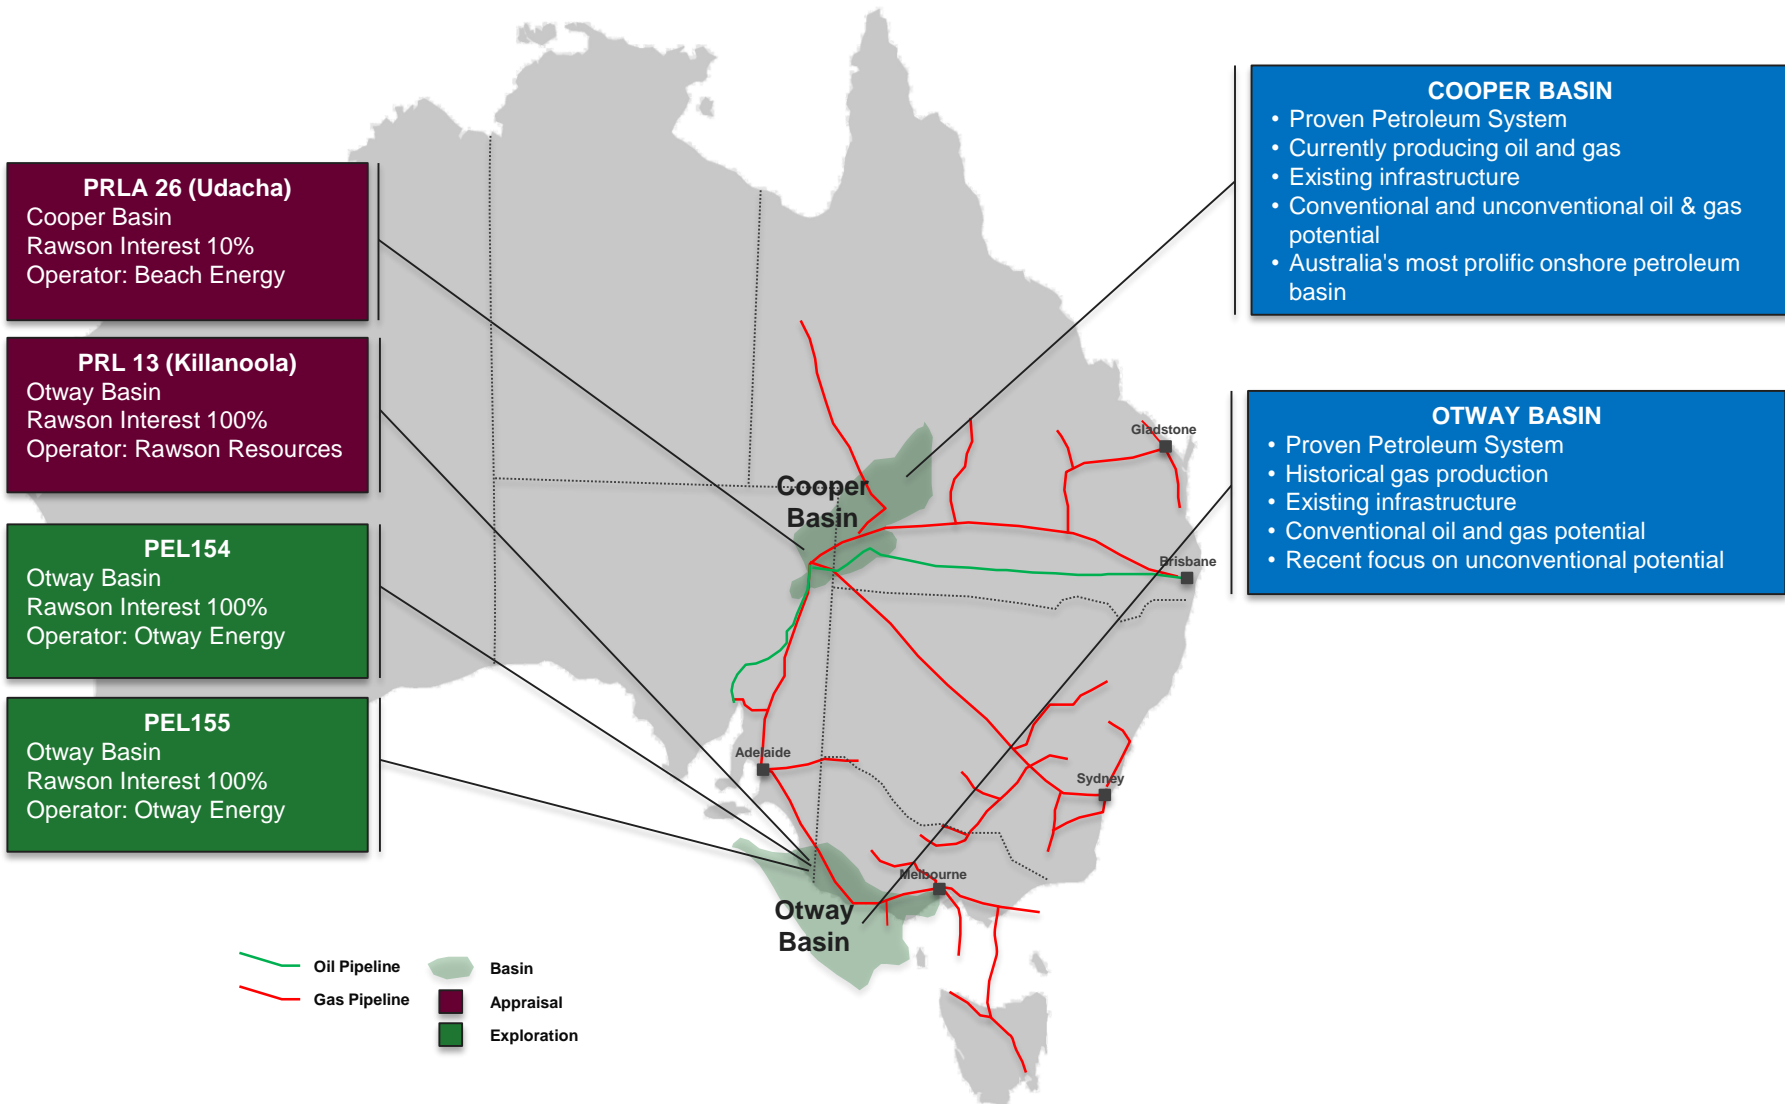 PRLA 26 (Udacha)
Cooper Basin
Rawson Interest 10%
Operator: Beach Energy
PRL 13 (Killanoola)
Otway Basin
Rawson Interest 100%
Operator: Rawson Resources
PEL154
Otway Basin
Rawson Interest 100%
Operator: Otway Energy
PEL155
Otway Basin
Rawson Interest 100%
Operator: Otway Energy
COOPER BASIN
• Proven Petroleum System
• Currently producing oil and gas
• Existing infrastructure
• Conventional and unconventional oil & gas
potential
• Australia's most prolific onshore petroleum
basin
OTWAY BASIN
• Proven Petroleum System
• Historical gas production
• Existing infrastructure
• Conventional oil and gas potential
• Recent focus on unconventional potential
Gladstone
Cooper
Basin
Brisbane
Adelaide
Sydney
Melbourne
Otway
Basin
Oil Pipeline
Gas Pipeline
Basin
Appraisal
Exploration